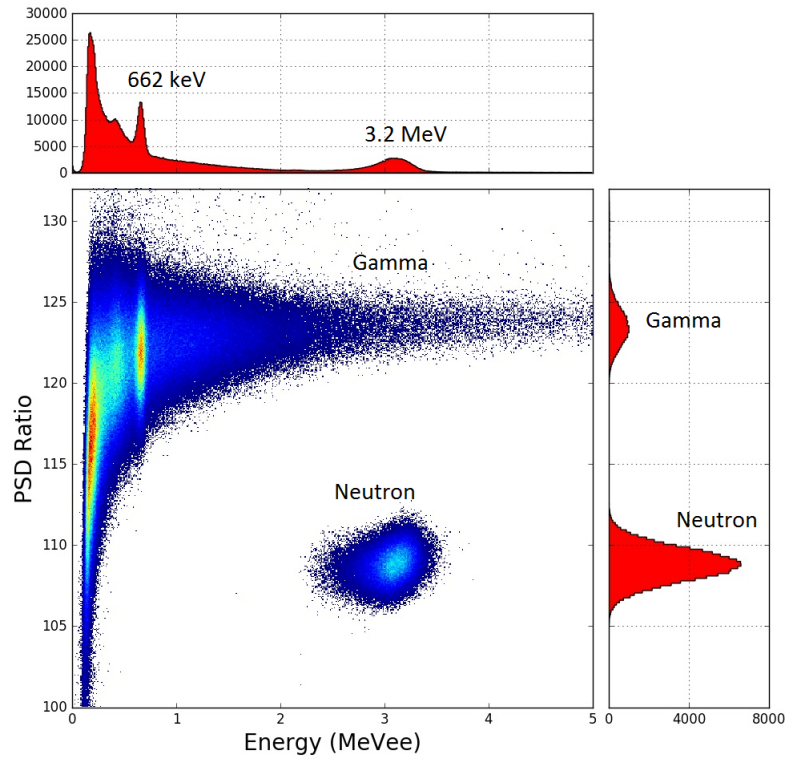 30000
25000
20000
15000
10000
5000
0
662 keV
3.2 MeV
130
125
120
115
110
105
100
PSD Ratio
Gamma
Neutron
0 1 2 3 4 5
Energy (MeVee)
Gamma
Neutron
0 4000 8000